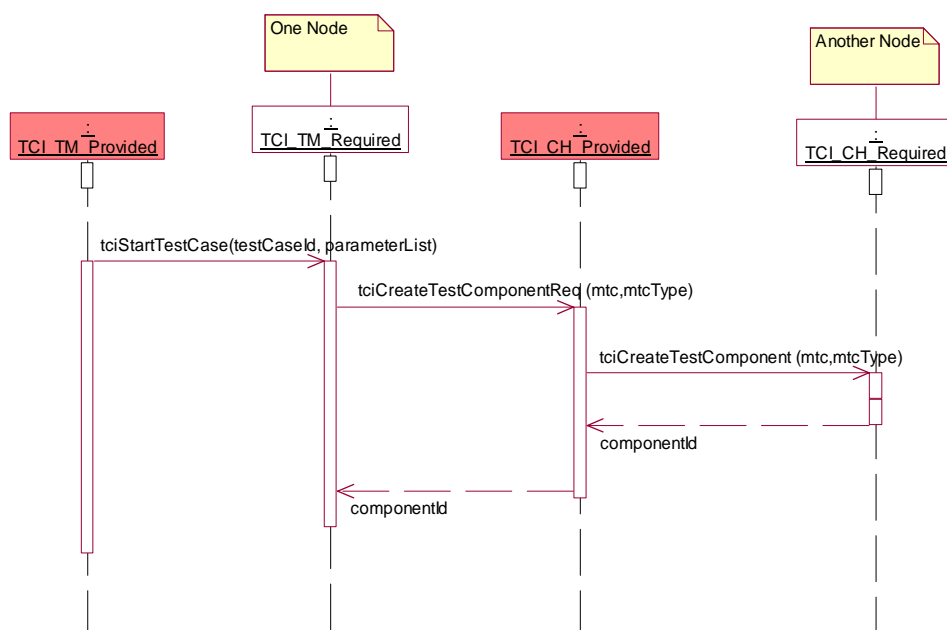 One Node
Another Node
:
TCI_TM_Provided
:
TCI_TM_Required
:
TCI_CH_Provided
:
TCI_CH_Required
tciStartTestCase(testCaseId, parameterList)
tciCreateTestComponentReq (mtc,mtcType)
tciCreateTestComponent (mtc,mtcType)
componentId
componentId